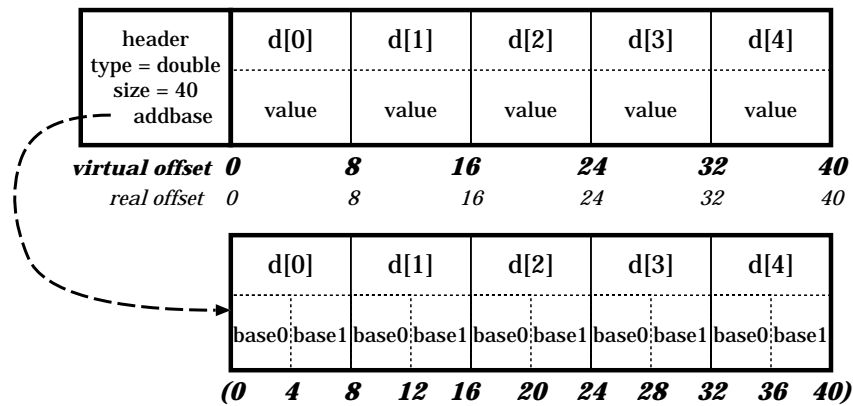 header d[0] d[1] d[2] d[3] d[4]
type = double
size = 40
addbase value value value value value
virtual offset 0 8 16 24 32 40
real offset 0 8 16 24 32 40
d[0] d[1] d[2] d[3] d[4]
base0 base1 base0 base1 base0 base1 base0 base1 base0 base1
(0 4 8 12 16 20 24 28 32 36 40)